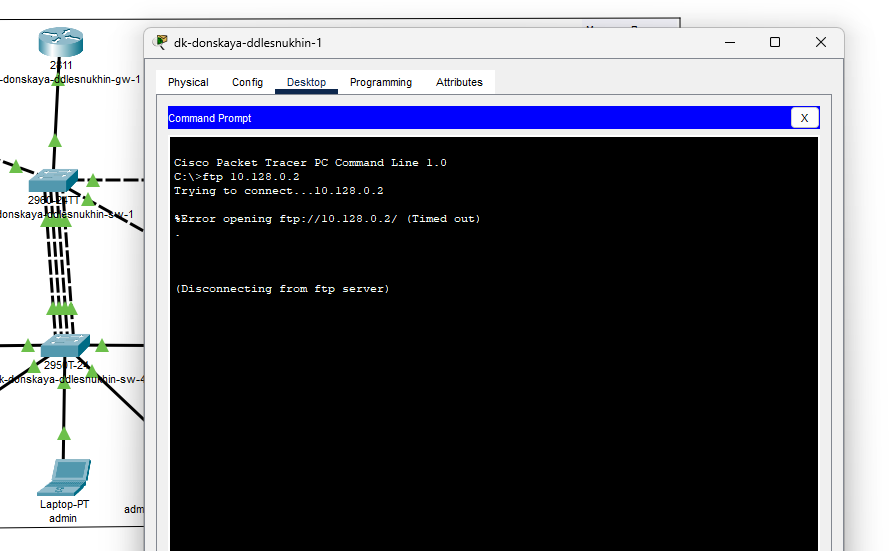 dk-donskaya-ddlesnukhin-1
Physical Config Desktop Programming Attributes
Command Prompt
X
Cisco Packet Tracer PC Command Line 1.0
C:\>ftp 10.128.0.2
Trying to connect...10.128.0.2
%Error opening ftp://10.128.0.2/ (Timed out)
.
(Disconnecting from ftp server)
2811
-donskaya-ddlesnukhin-gw-1
2960-24TT
donskaya-ddlesnukhin-sw-1
2950T-24
k-donskaya-ddlesnukhin-sw-4
Laptop-PT
admin
adm